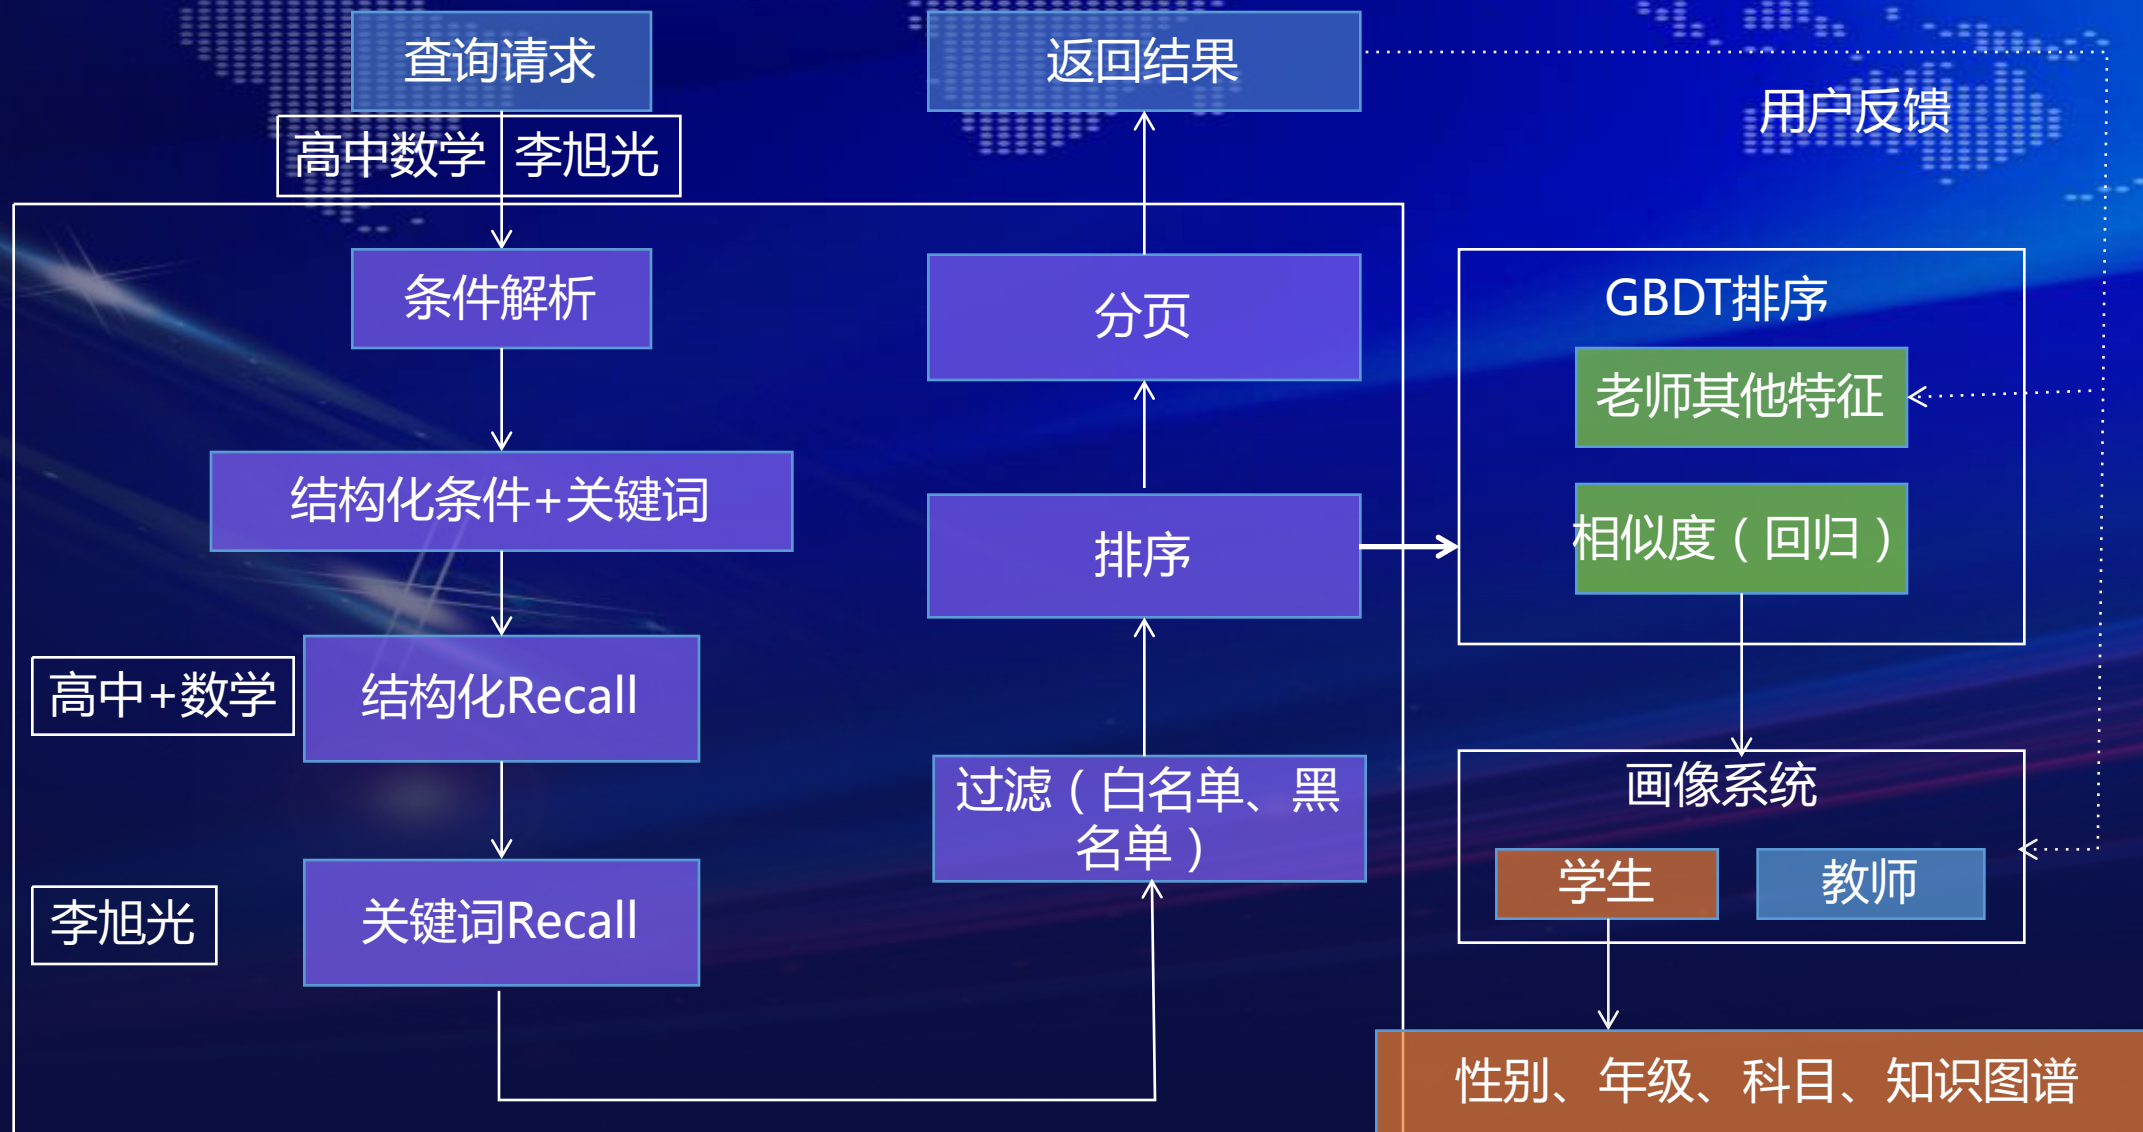 查询请求
高中数学 李旭光
条件解析
结构化条件+关键词
高中+数学
结构化Recall
李旭光
关键词Recall
返回结果
分页
排序
过滤（白名单、黑
名单）
用户反馈
GBDT排序
老师其他特征
相似度（回归）
画像系统
学生
教师
性别、年级、科目、知识图谱